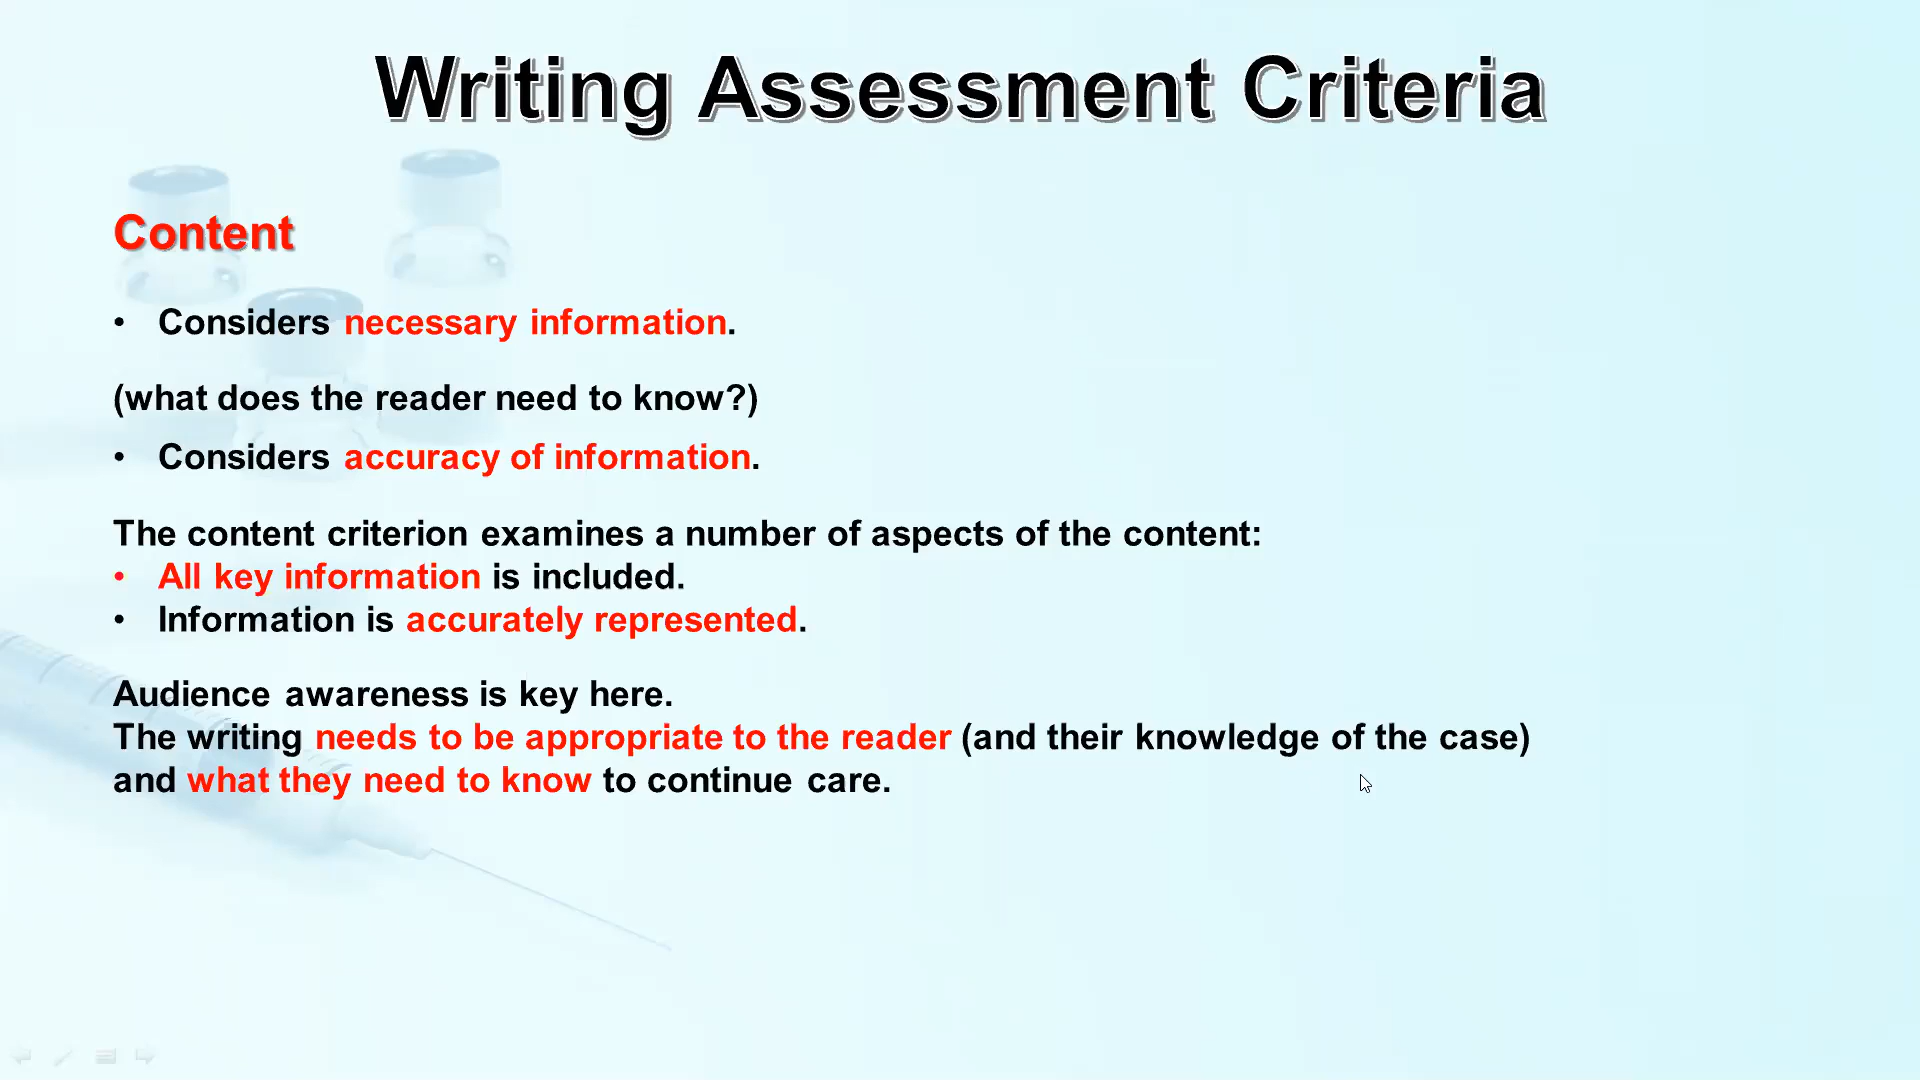 Writing Assessment Criteria
Content
• Considers necessary information.
(what does the reader need to know?)
• Considers accuracy of information.
The content criterion examines a number of aspects of the content:
• All key information is included.
• Information is accurately represented.
Audience awareness is key here.
The writing needs to be appropriate to the reader (and their knowledge of the case)
and what they need to know to continue care.